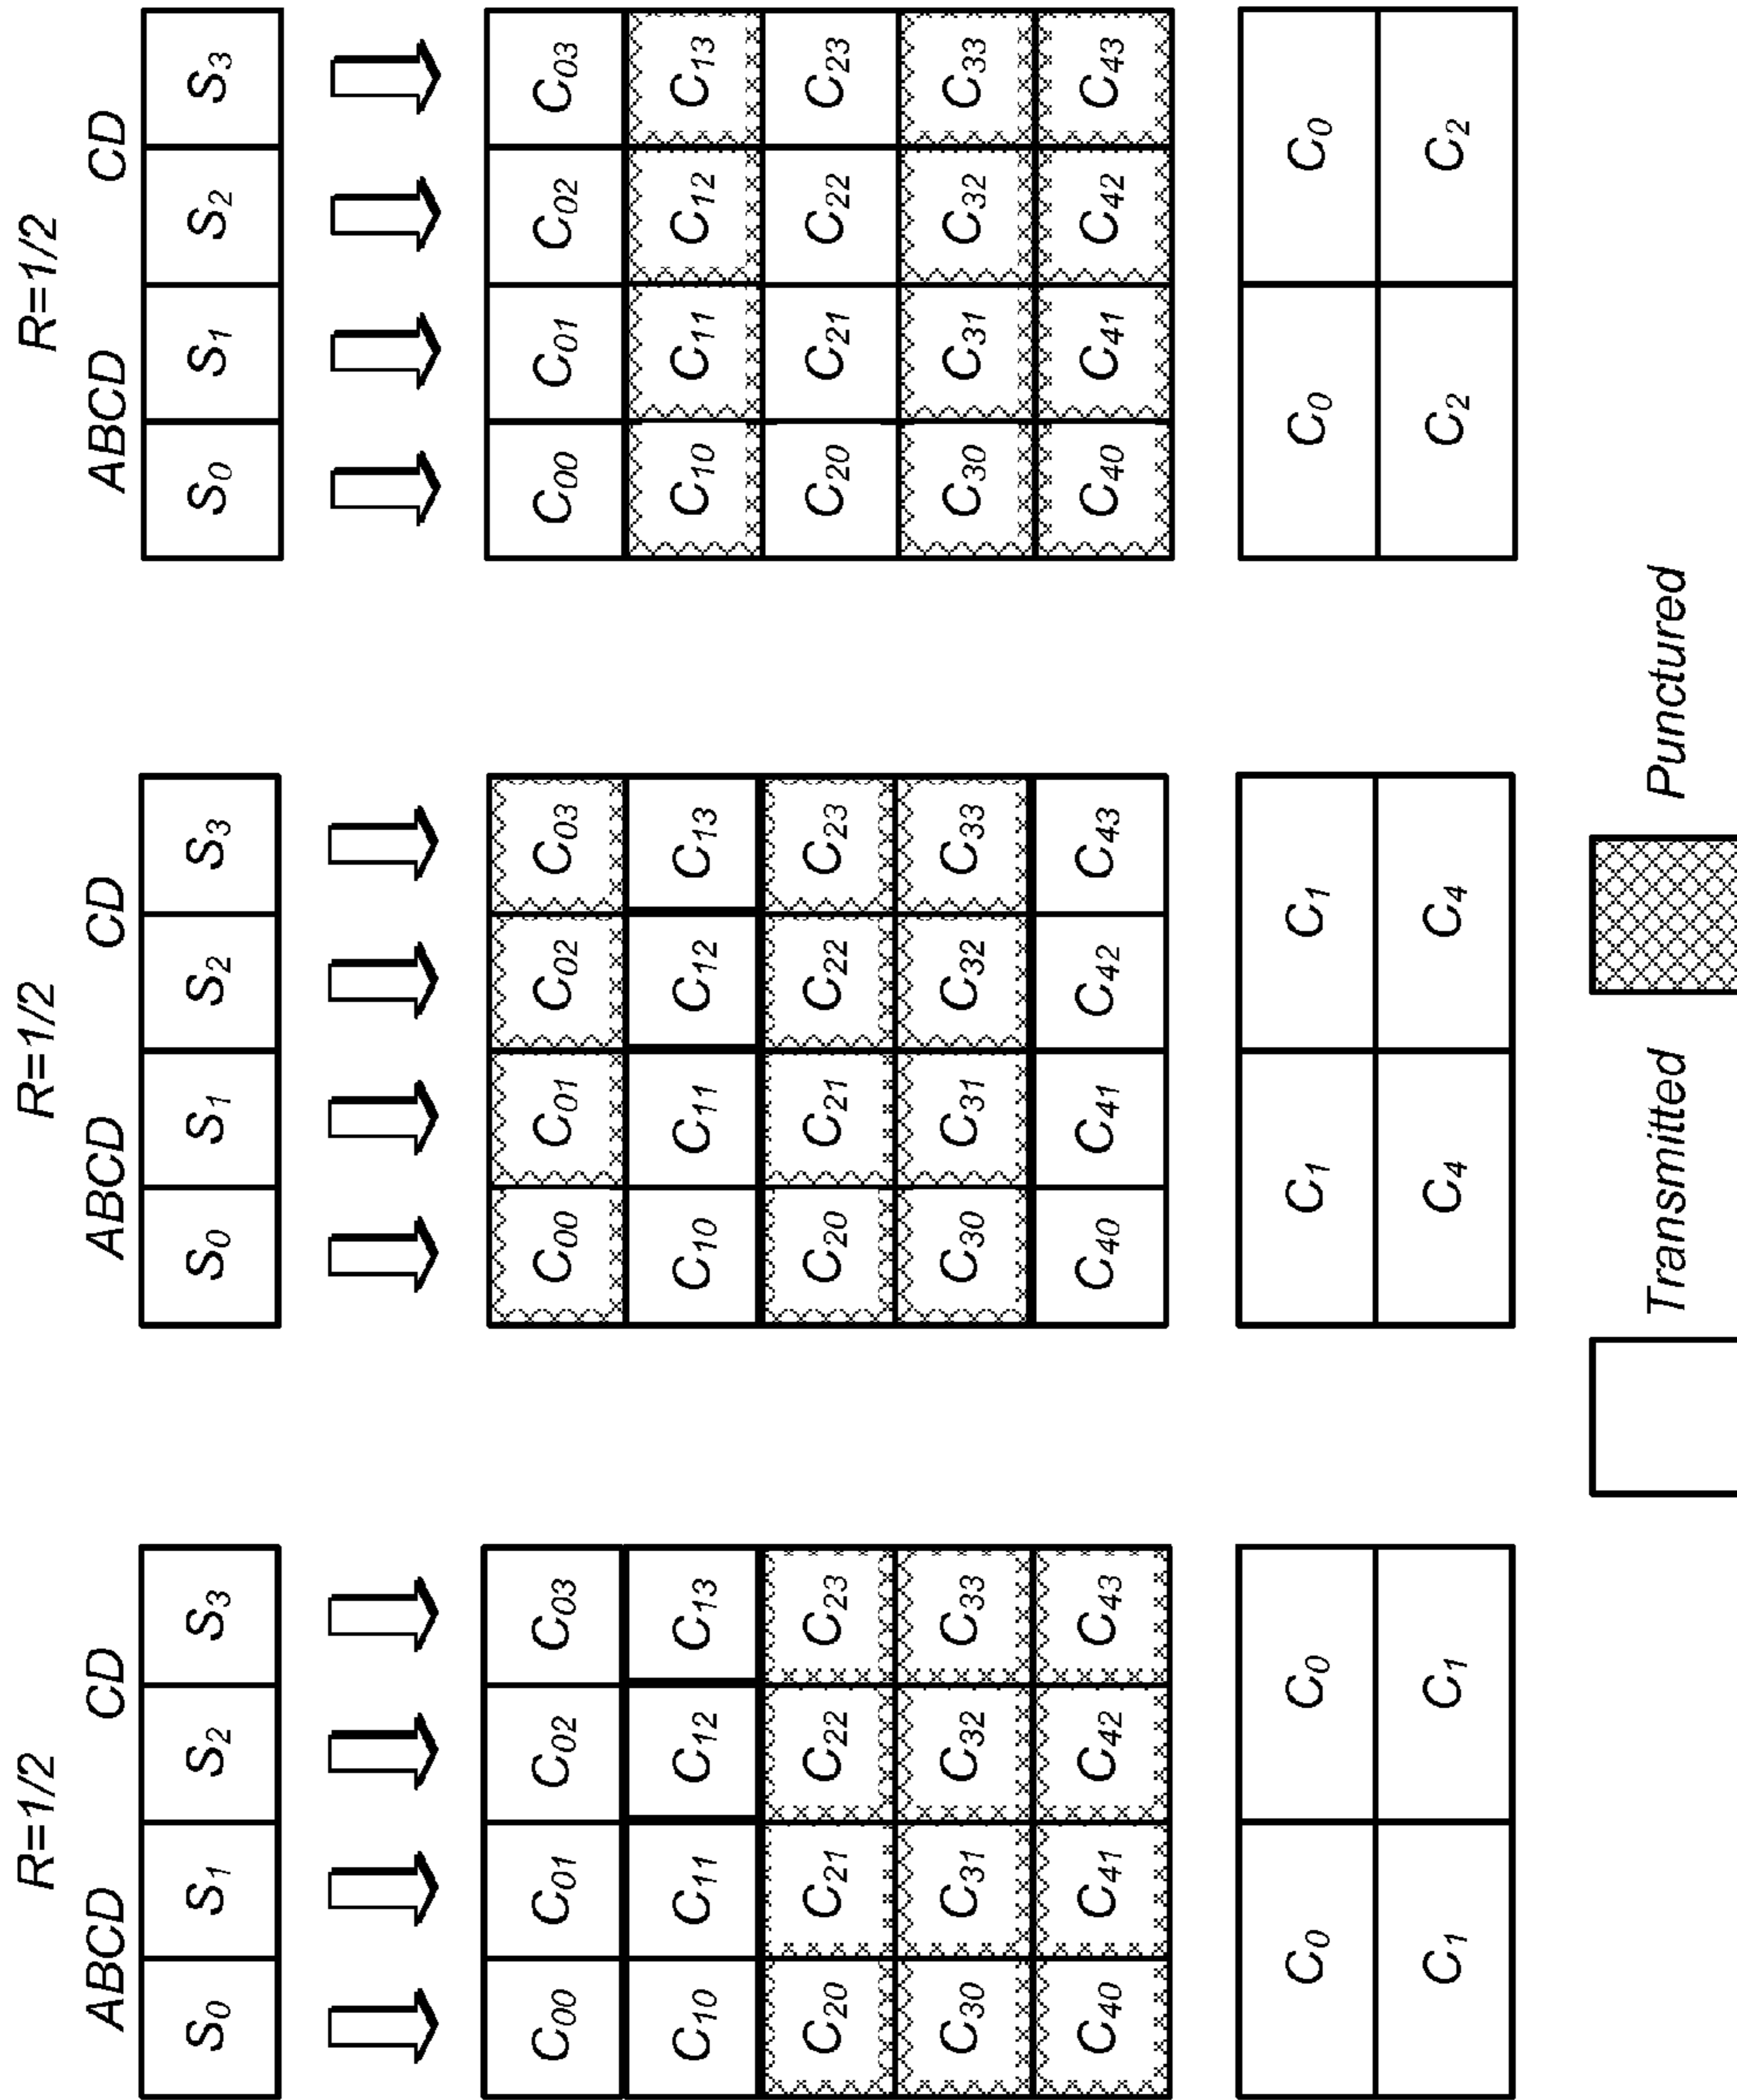 R=1/2
ABCD CD
S0 S1 S2 S3
C00 C01 C02 C03
C10 C11 C12 C13
C20 C21 C22 C23
C30 C31 C32 C33
C40 C41 C42 C43
C0 C0
C1 C1
R=1/2
ABCD CD
S0 S1 S2 S3
C00 C01 C02 C03
C10 C11 C12 C13
C20 C21 C22 C23
C30 C31 C32 C33
C40 C41 C42 C43
C1 C1
C4 C4
R=1/2
ABCD CD
S0 S1 S2 S3
C00 C01 C02 C03
C10 C11 C12 C13
C20 C21 C22 C23
C30 C31 C32 C33
C40 C41 C42 C43
C0 C0
C2 C2
Transmitted Punctured